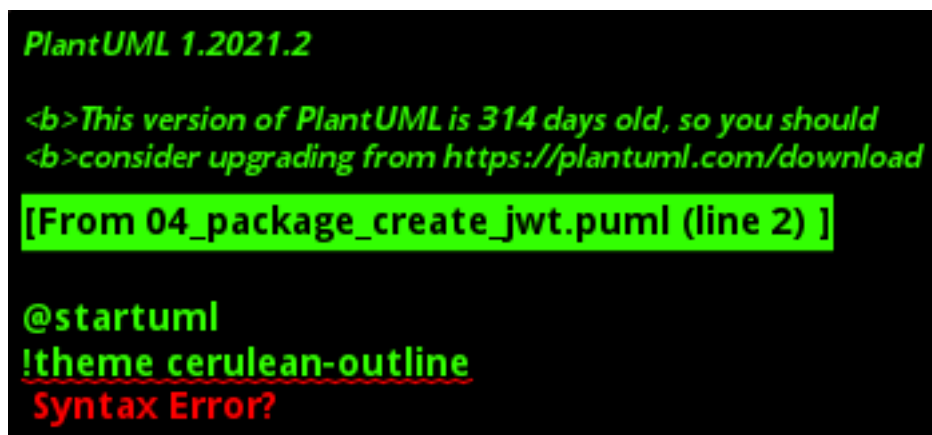 PlantUML 1.2021.2
<b>This version of PlantUML is 314 days old, so you should
<b>consider upgrading from https://plantuml.com/download
[From 04_package_create_jwt.puml (line 2) ]
@startuml
!theme cerulean-outline
Syntax Error?